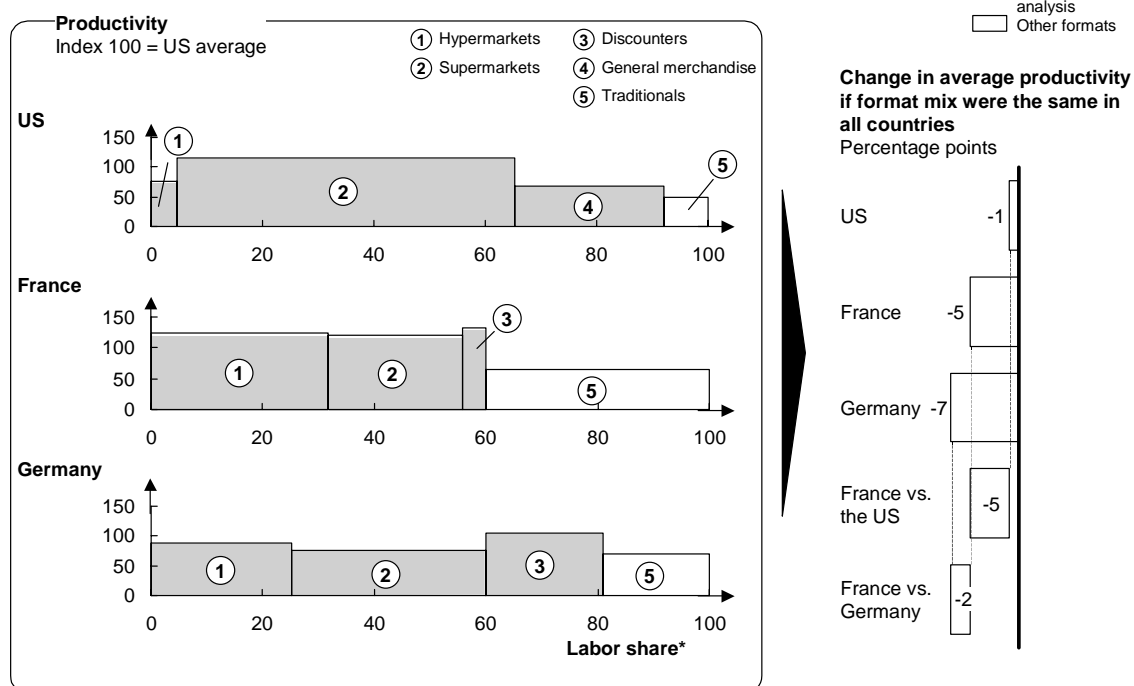 Productivity
Index 100 = US average
1 Hypermarkets
2 Supermarkets
3 Discounters
4 General merchandise
5 Traditionals
analysis
Other formats
US
150
100
50
0
1
2
4
5
0 20 40 60 80 100
France
150
100
50
0
1
2
3
5
0 20 40 60 80 100
Germany
150
100
50
0
1
2
3
5
0 20 40 60 80 100
Labor share*
Change in average productivity
if format mix were the same in
all countries
Percentage points
US -1
France -5
Germany -7
France vs.
the US
-5
France vs.
Germany
-2